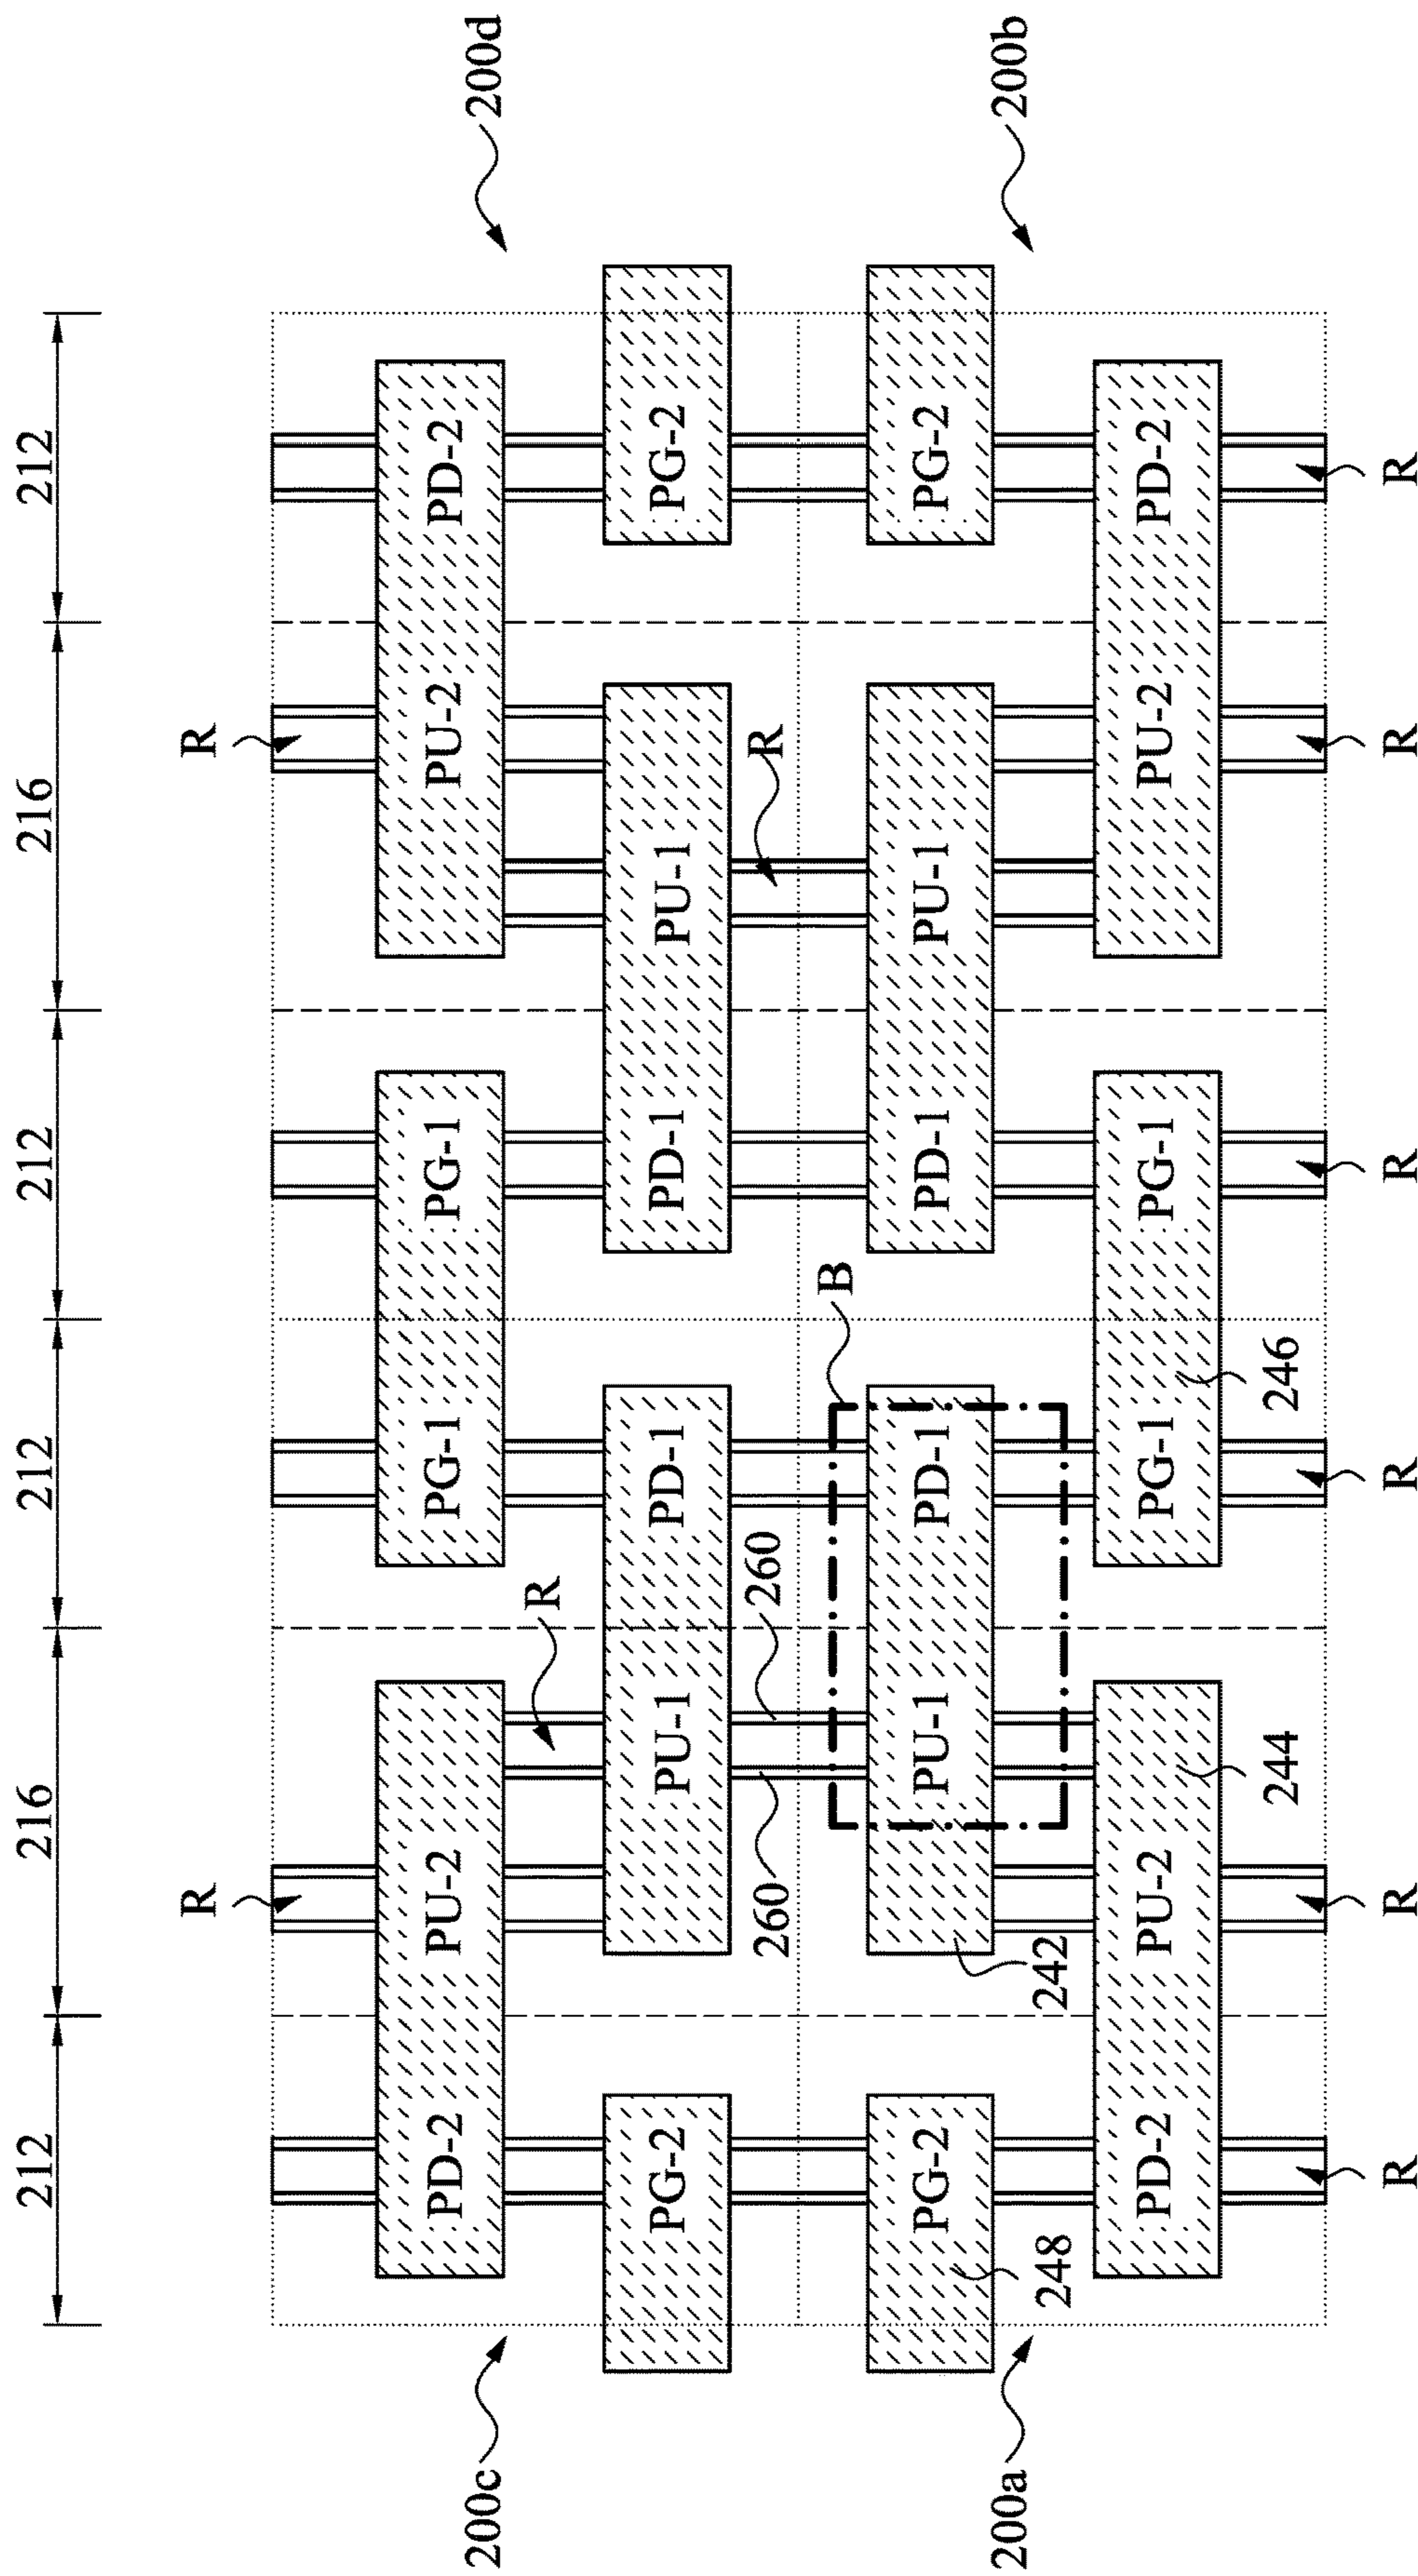 212 216 212 212 216 212
R R
PD-2 PU-2 PG-1 PG-1 PU-2 PD-2
200c 200d
R
PG-2 PU-1 PD-1 PD-1 PU-1 PG-2
260 260 R
B
PG-2 PU-1 PD-1 PD-1 PU-1 PG-2
200a 200b
248 242
PD-2 PU-2 PG-1 PG-1 PU-2 PD-2
244 246
R R R R R R